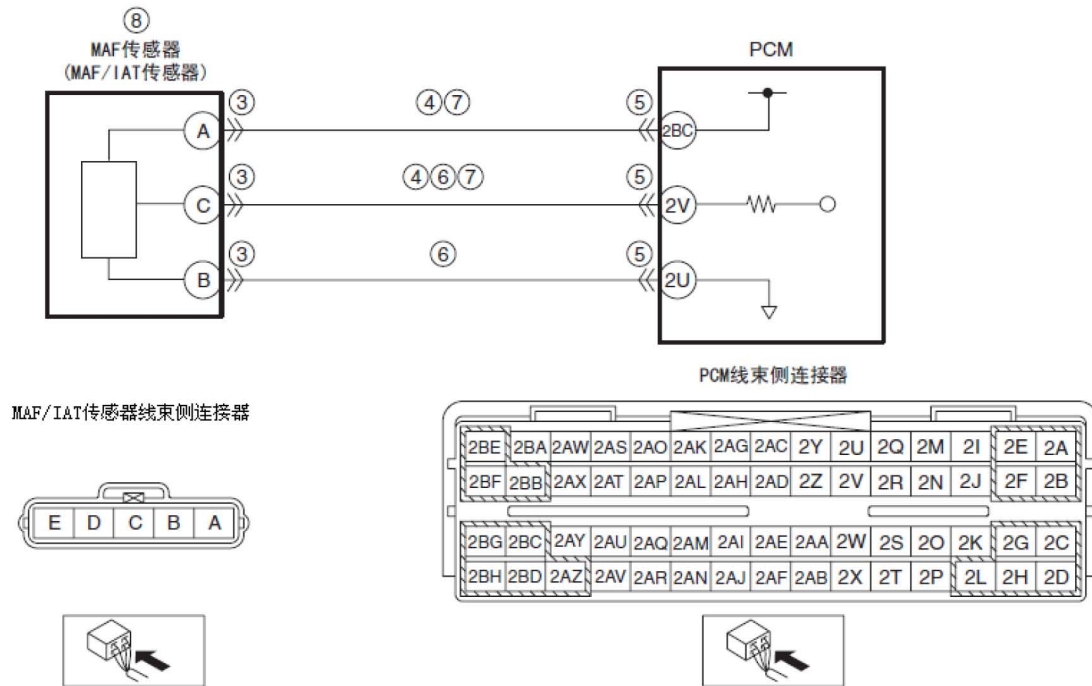 ⑧
MAF传感器
(MAF/IAT传感器)
PCM
③ ④⑦ ⑤
A 2BC
③ ④⑥⑦ ⑤
C 2V
③ ⑥ ⑤
B 2U
PCM线束侧连接器
MAF/IAT传感器线束侧连接器
2BE 2BA 2AW 2AS 2AO 2AK 2AG 2AC 2Y 2U 2Q 2M 2I 2E 2A
2BF 2BB 2AX 2AT 2AP 2AL 2AH 2AD 2Z 2V 2R 2N 2J 2F 2B
E D C B A
2BG 2BC 2AY 2AU 2AQ 2AM 2AI 2AE 2AA 2W 2S 2O 2K 2G 2C
2BH 2BD 2AZ 2AV 2AR 2AN 2AJ 2AF 2AB 2X 2T 2P 2L 2H 2D